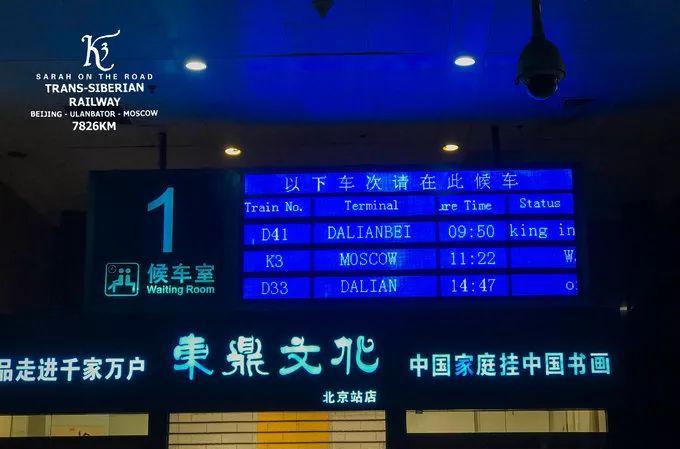 K3
SARAH ON THE ROAD
TRANS-SIBERIAN
RAILWAY
BEIJING - ULANBATOR - MOSCOW
7826KM
1
候车室
Waiting Room
以下车次请在此候车
Train No. Terminal ure Time Status
D41 DALIANBEI 09:50 king in
K3 MOSCOW 11:22 W
D33 DALIAN 14:47 o
品走进千家万户
東鼎文化
北京站店
中国家庭挂中国书画